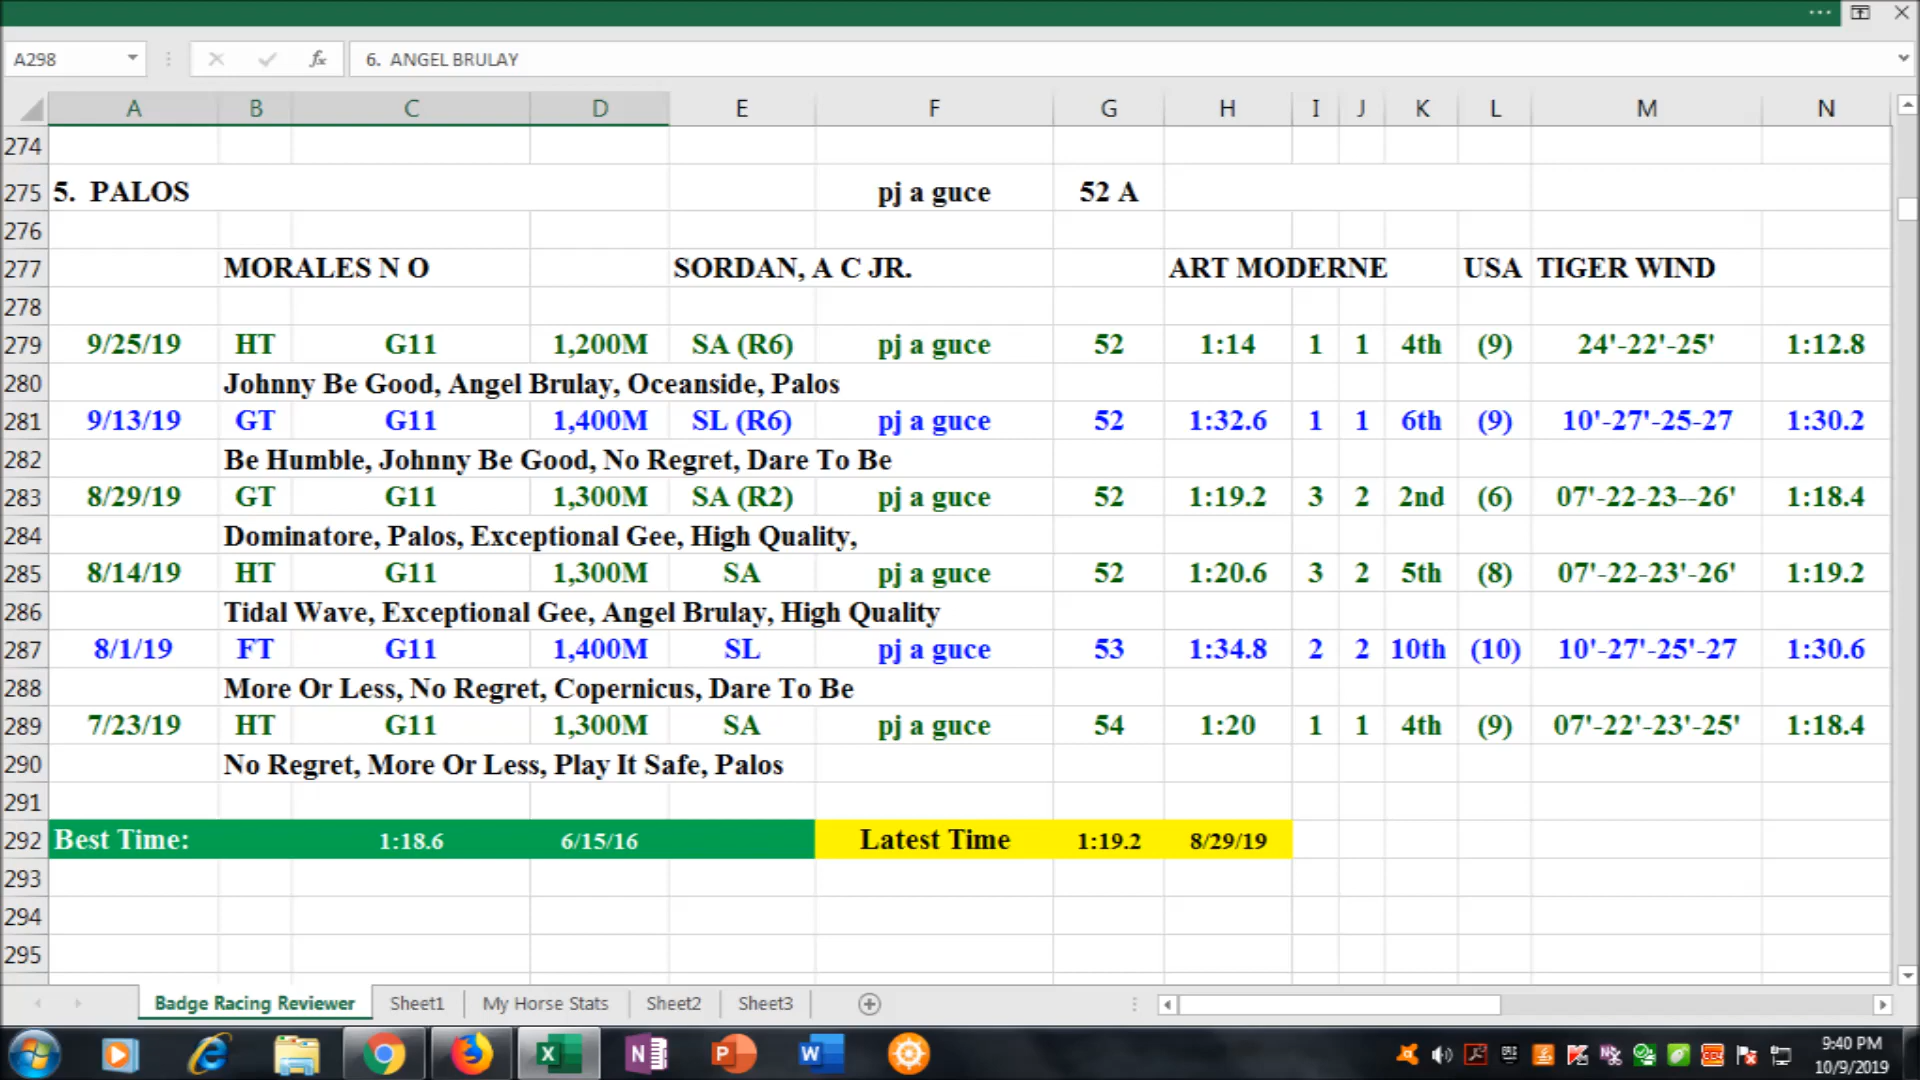 A298 fx 6. ANGEL BRULAY
A B C D E F G H I J K L M N
274
275 5. PALOS pj a guce 52 A
276
277 MORALES N O SORDAN, A C JR. ART MODERNE USA TIGER WIND
278
279 9/25/19 HT G11 1,200M SA (R6) pj a guce 52 1:14 1 1 4th (9) 24'-22'-25' 1:12.8
280 Johnny Be Good, Angel Brulay, Oceanside, Palos
281 9/13/19 GT G11 1,400M SL (R6) pj a guce 52 1:32.6 1 1 6th (9) 10'-27'-25-27 1:30.2
282 Be Humble, Johnny Be Good, No Regret, Dare To Be
283 8/29/19 GT G11 1,300M SA (R2) pj a guce 52 1:19.2 3 2 2nd (6) 07'-22-23--26' 1:18.4
284 Dominatore, Palos, Exceptional Gee, High Quality,
285 8/14/19 HT G11 1,300M SA pj a guce 52 1:20.6 3 2 5th (8) 07'-22-23'-26' 1:19.2
286 Tidal Wave, Exceptional Gee, Angel Brulay, High Quality
287 8/1/19 FT G11 1,400M SL pj a guce 53 1:34.8 2 2 10th (10) 10'-27'-25'-27 1:30.6
288 More Or Less, No Regret, Copernicus, Dare To Be
289 7/23/19 HT G11 1,300M SA pj a guce 54 1:20 1 1 4th (9) 07'-22'-23'-25' 1:18.4
290 No Regret, More Or Less, Play It Safe, Palos
291
292 Best Time: 1:18.6 6/15/16 Latest Time 1:19.2 8/29/19
293
294
295
Badge Racing Reviewer Sheet1 My Horse Stats Sheet2 Sheet3
9:40 PM
10/9/2019